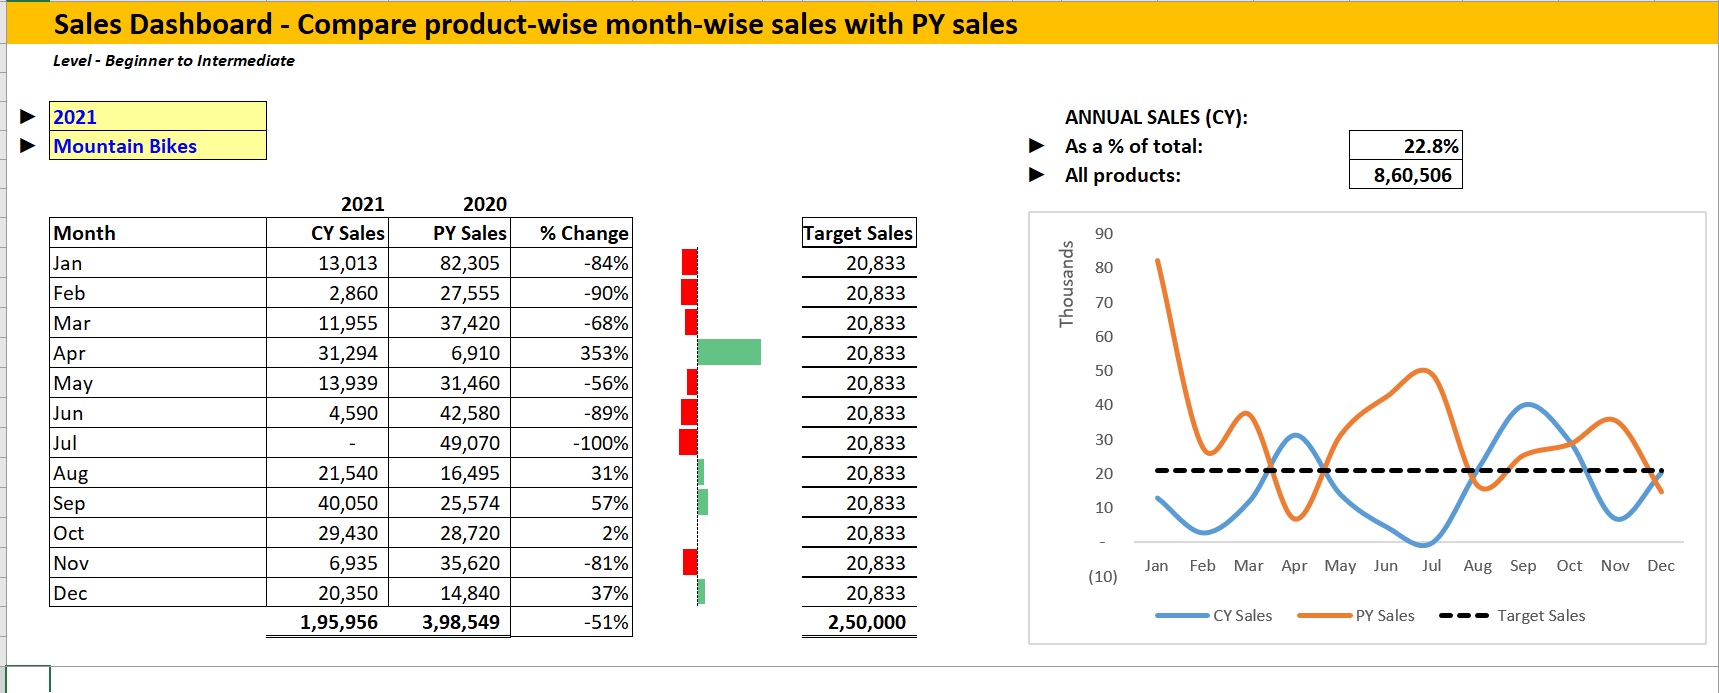 Sales Dashboard - Compare product-wise month-wise sales with PY sales
Level - Beginner to Intermediate
2021
Mountain Bikes
ANNUAL SALES (CY):
As a % of total: 22.8%
All products: 8,60,506
2021 2020
Month CY Sales PY Sales % Change Target Sales
Jan 13,013 82,305 -84% 20,833
Feb 2,860 27,555 -90% 20,833
Mar 11,955 37,420 -68% 20,833
Apr 31,294 6,910 353% 20,833
May 13,939 31,460 -56% 20,833
Jun 4,590 42,580 -89% 20,833
Jul - 49,070 -100% 20,833
Aug 21,540 16,495 31% 20,833
Sep 40,050 25,574 57% 20,833
Oct 29,430 28,720 2% 20,833
Nov 6,935 35,620 -81% 20,833
Dec 20,350 14,840 37% 20,833
1,95,956 3,98,549 -51% 2,50,000
Thousands
90
80
70
60
50
40
30
20
10
-
(10)
Jan Feb Mar Apr May Jun Jul Aug Sep Oct Nov Dec
CY Sales PY Sales Target Sales